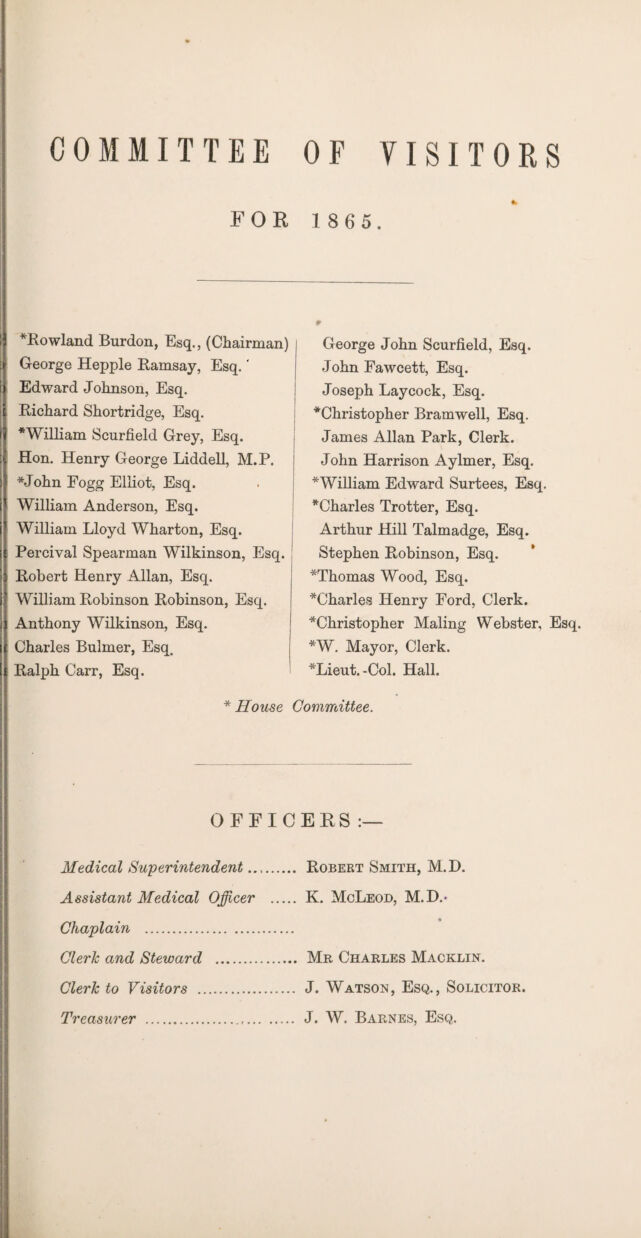 COMMITTEE OF VISITORS
FOR 1865.
*Rowland Burdon, Esq., (Chairman)
George Hepple Ramsay, Esq.
Edward Johnson, Esq.
Richard Shortridge, Esq.
*William Scurfield Grey, Esq.
Hon. Henry George Liddell, M.P.
*John Fogg Elliot, Esq.
William Anderson, Esq.
William Lloyd Wharton, Esq.
Percival Spearman Wilkinson, Esq.
Robert Henry Allan, Esq.
William Robinson Robinson, Esq.
Anthony Wilkinson, Esq.
Charles Bulmer, Esq.
Ralph Carr, Esq.
George John Scurfield, Esq.
John Fawcett, Esq.
Joseph Laycock, Esq.
*Christopher Bramwell, Esq.
James Allan Park, Clerk.
John Harrison Aylmer, Esq.
*William Edward Surtees, Esq.
*Charles Trotter, Esq.
Arthur Hill Talmadge, Esq.
Stephen Robinson, Esq.
*Thomas Wood, Esq.
*Charles Henry Ford, Clerk.
*Christopher Maling Webster, Esq.
*W. Mayor, Clerk.
*Lieut.-Col. Hall.
* House Committee.
OFFICERS:—
Medical Superintendent.......... ROBERT SMITH, M.D.
Assistant Medical Officer ..... K. MCLEOD, M.D.
Chaplain ..........................
Clerk and Steward ................ MR CHARLES MACKLIN.
Clerk to Visitors ................... J. WATSON, ESQ., SOLICITOR.
Treasurer ........................... J. W. BARNES, ESQ.